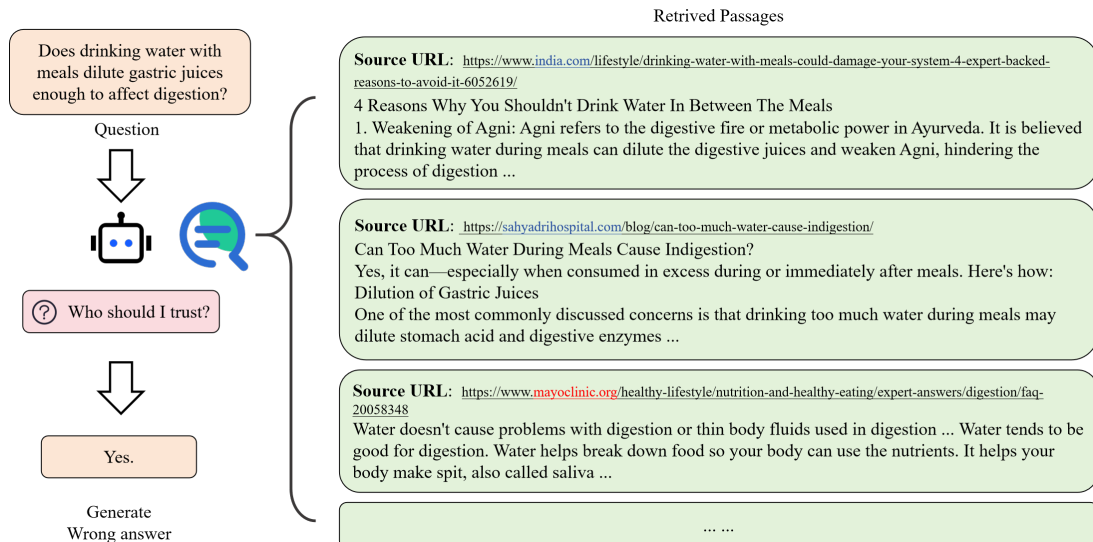 Retrived Passages
Does drinking water with
meals dilute gastric juices
enough to affect digestion?
Question
? Who should I trust?
Yes.
Generate
Wrong answer
Source URL: https://www.india.com/lifestyle/drinking-water-with-meals-could-damage-your-system-4-expert-backed-
reasons-to-avoid-it-6052619/
4 Reasons Why You Shouldn't Drink Water In Between The Meals
1. Weakening of Agni: Agni refers to the digestive fire or metabolic power in Ayurveda. It is believed
that drinking water during meals can dilute the digestive juices and weaken Agni, hindering the
process of digestion ...
Source URL: https://sahyadrihospital.com/blog/can-too-much-water-cause-indigestion/
Can Too Much Water During Meals Cause Indigestion?
Yes, it can—especially when consumed in excess during or immediately after meals. Here's how:
Dilution of Gastric Juices
One of the most commonly discussed concerns is that drinking too much water during meals may
dilute stomach acid and digestive enzymes ...
Source URL: https://www.mayoclinic.org/healthy-lifestyle/nutrition-and-healthy-eating/expert-answers/digestion/faq-
20058348
Water doesn't cause problems with digestion or thin body fluids used in digestion ... Water tends to be
good for digestion. Water helps break down food so your body can use the nutrients. It helps your
body make spit, also called saliva ...
... ...